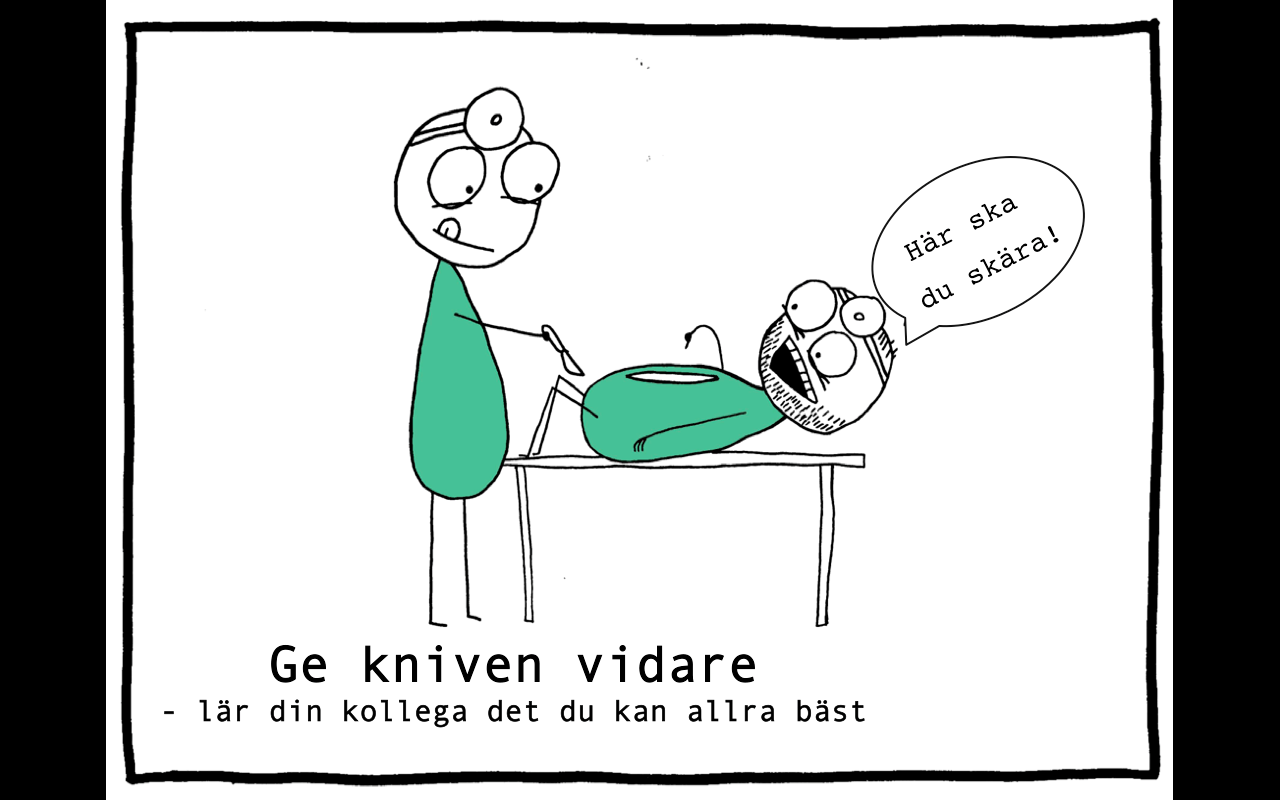 Här ska
du skära!
Ge kniven vidare
- lär din kollega det du kan allra bäst